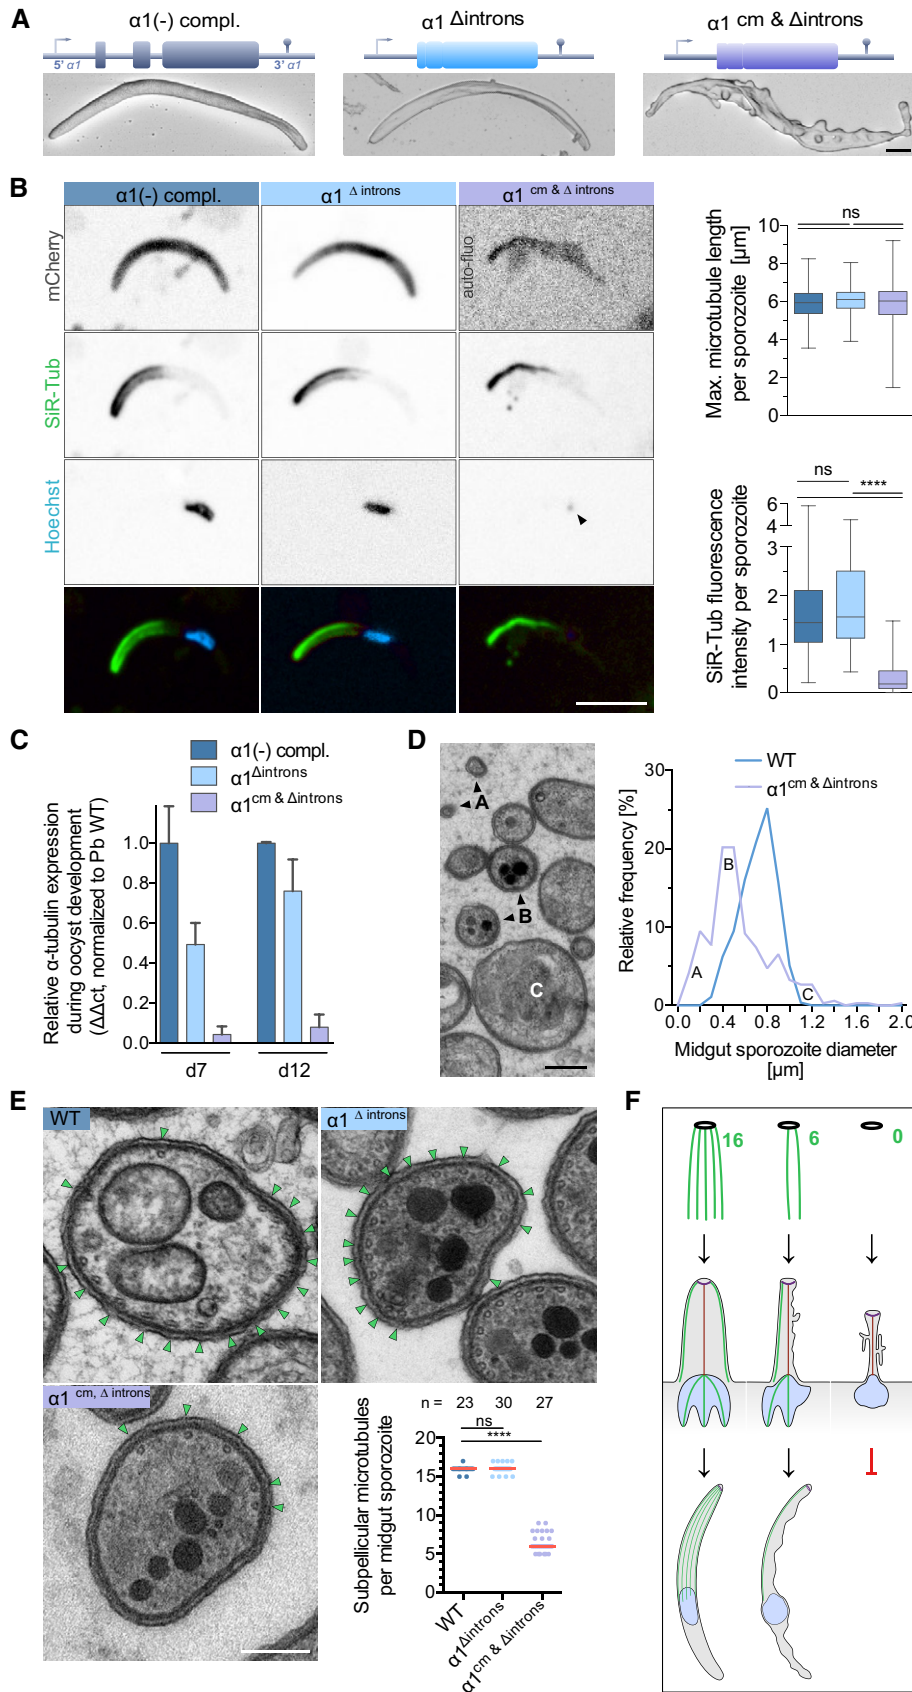 A
α1(-) compl.
α1 Δintrons
α1 cm & Δintrons
5' α1
3' α1
B
α1(-) compl.
α1 Δ introns
α1 cm & Δ introns
mCherry
auto-fluo
SiR-Tub
Hoechst
ns
Max. microtubule length
per sporozoite [µm]
10
8
6
4
2
0
ns
****
SiR-Tub fluorescence
intensity per sporozoite
6
4
3
2
1
0
C
α1(-) compl.
α1Δintrons
α1cm & Δintrons
Relative α-tubulin expression
during oocyst development
(ΔΔct, normalized to Pb WT)
1.0
0.8
0.6
0.4
0.2
0.0
d7
d12
D
A
B
C
WT
α1cm & Δintrons
Relative frequency [%]
30
20
10
0
A
B
C
0.0
0.4
0.8
1.2
1.6
2.0
Midgut sporozoite diameter
[µm]
E
WT
α1 Δ introns
α1 cm, Δ introns
n = 23 30 27
ns
****
Subpellicular microtubules
per midgut sporozoite
20
15
10
5
0
WT
α1Δintrons
α1cm & Δintrons
F
16
6
0